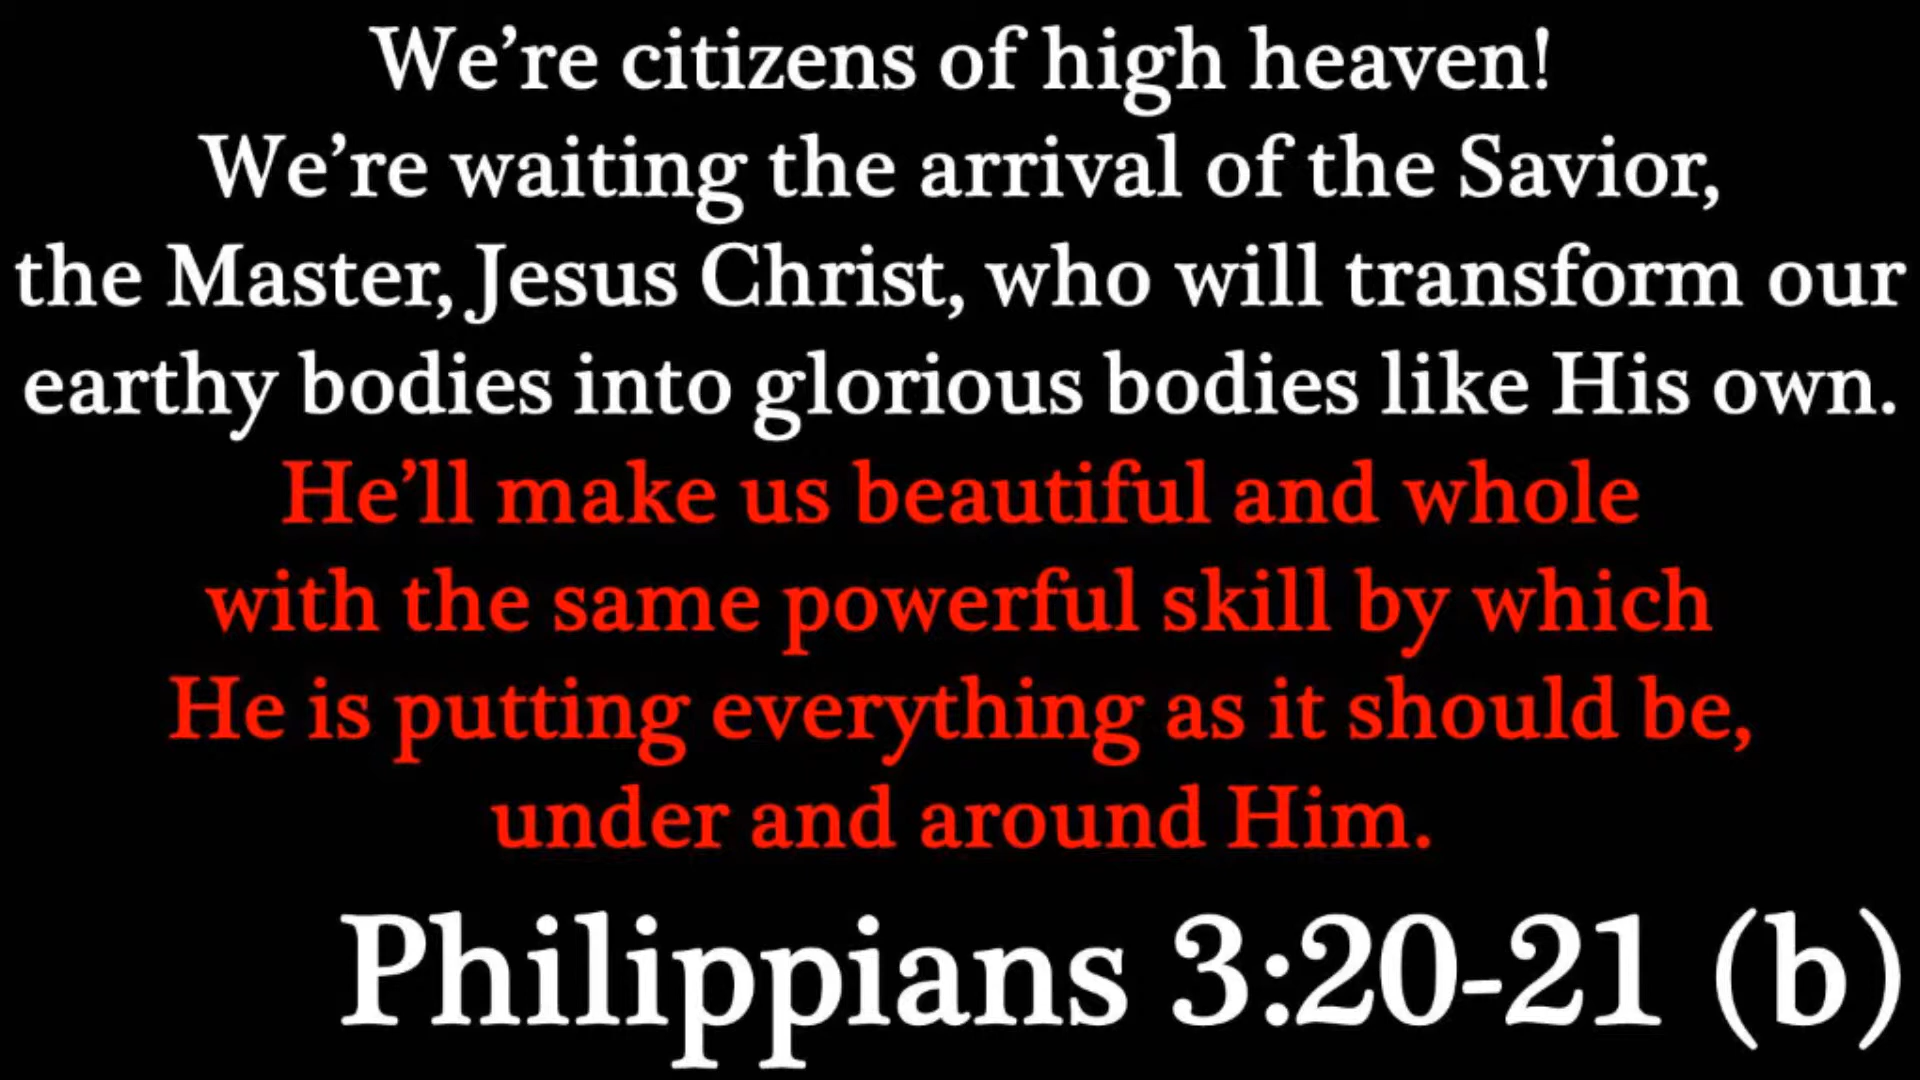 We’re citizens of high heaven!
We’re waiting the arrival of the Savior,
the Master, Jesus Christ, who will transform our
earthy bodies into glorious bodies like His own.
He’ll make us beautiful and whole
with the same powerful skill by which
He is putting everything as it should be,
under and around Him.
Philippians 3:20-21 (b)